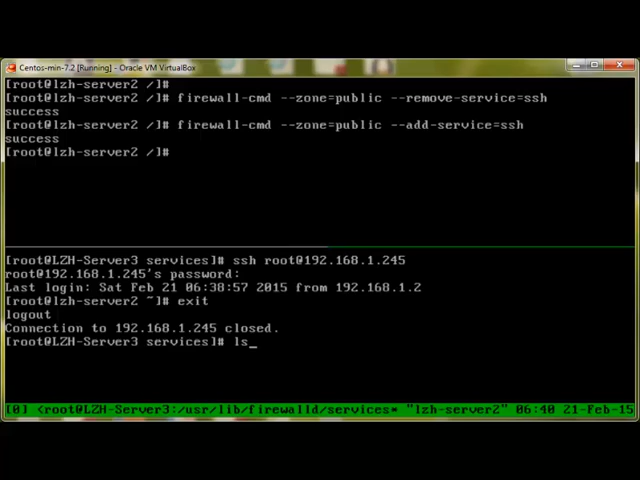 Centos-min-7.2 [Running] - Oracle VM VirtualBox
[root@lzh-server2 /]#
[root@lzh-server2 /]# firewall-cmd --zone=public --remove-service=ssh
success
[root@lzh-server2 /]# firewall-cmd --zone=public --add-service=ssh
success
[root@lzh-server2 /]#
[root@LZH-Server3 services]# ssh root@192.168.1.245
root@192.168.1.245's password:
Last login: Sat Feb 21 06:38:57 2015 from 192.168.1.2
[root@lzh-server2 ~]# exit
logout
Connection to 192.168.1.245 closed.
[root@LZH-Server3 services]# ls_
[0] <root@LZH-Server3:/usr/lib/firewalld/services* "lzh-server2" 06:40 21-Feb-15